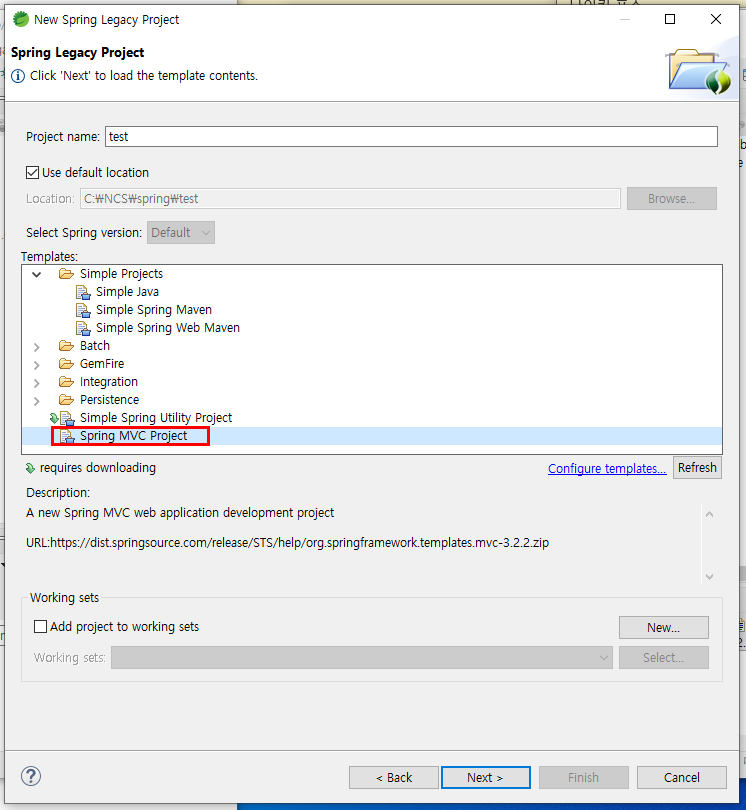 New Spring Legacy Project
Spring Legacy Project
Click 'Next' to load the template contents.
Project name: test
Use default location
Location: C:₩NCS₩spring₩test Browse...
Select Spring version: Default
Templates:
Simple Projects
Simple Java
Simple Spring Maven
Simple Spring Web Maven
Batch
GemFire
Integration
Persistence
Simple Spring Utility Project
Spring MVC Project
requires downloading Configure templates... Refresh
Description:
A new Spring MVC web application development project
URL:https://dist.springsource.com/release/STS/help/org.springframework.templates.mvc-3.2.2.zip
Working sets
Add project to working sets New...
Working sets: Select...
? < Back Next > Finish Cancel